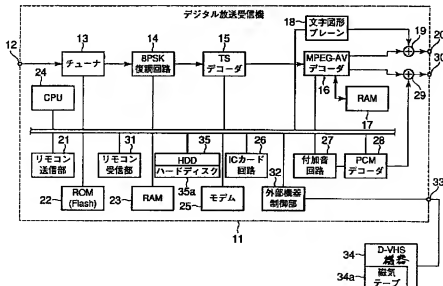 デジタル放送受信機
12
13
チューナ
14
8PSK
復調回路
15
TS
デコーダ
18
文字図形
プレーン
MPEG-AV
デコーダ
16
RAM
17
19
20
30
29
24
CPU
21
リモコン
送信部
22
ROM
(Flash)
31
リモコン
受信部
23
RAM
35
HDD
ハードディスク
35a
25
モデム
26
ICカード
回路
32
外部機器
制御部
27
付加音
回路
28
PCM
デコーダ
33
11
34
D-VHS
34a
磁気
テープ